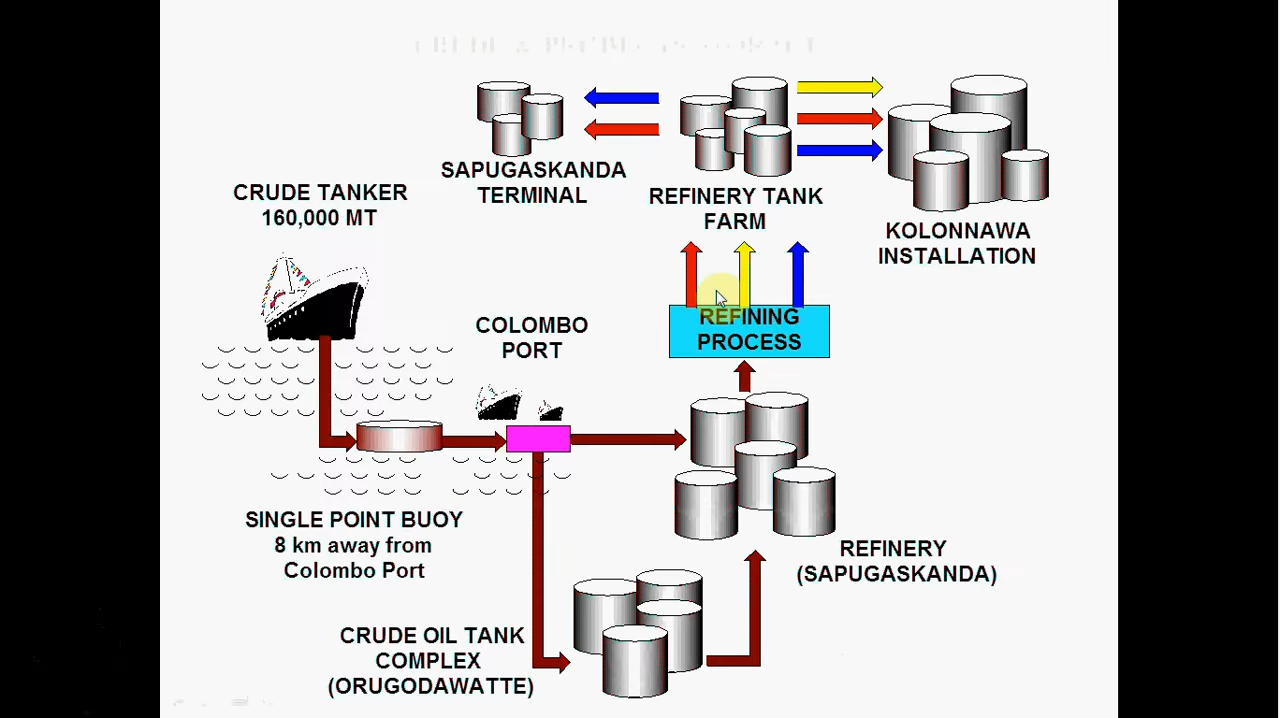 SAPUGASKANDA
TERMINAL
REFINERY TANK
FARM
KOLONNAWA
INSTALLATION
CRUDE TANKER
160,000 MT
COLOMBO
PORT
REFINING
PROCESS
SINGLE POINT BUOY
8 km away from
Colombo Port
REFINERY
(SAPUGASKANDA)
CRUDE OIL TANK
COMPLEX
(ORUGODAWATTE)